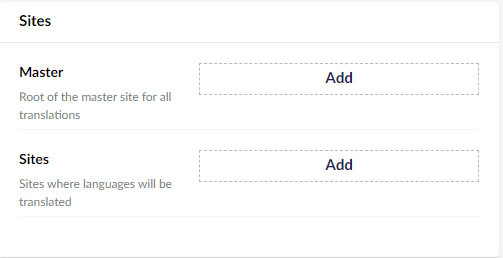 Sites
Master
Add
Root of the master site for all
translations
Sites
Add
Sites where languages will be
translated